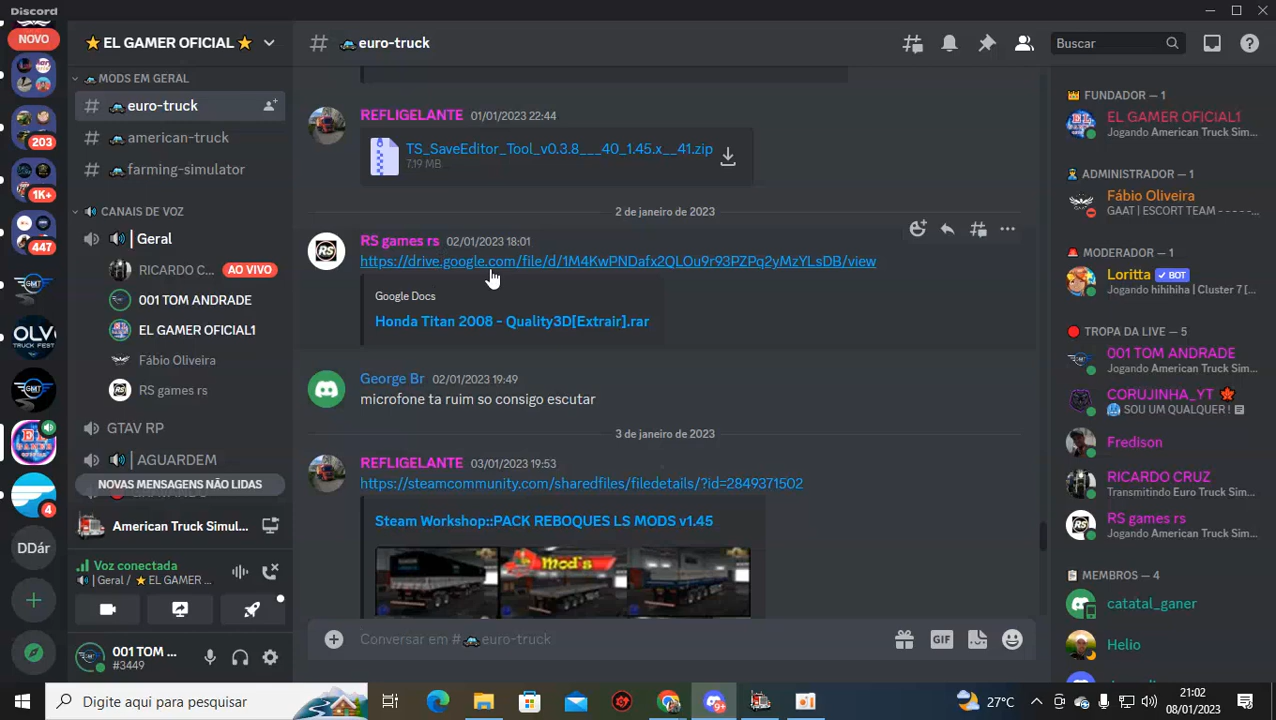 Discord
NOVO
203
1K+
447
4
DDár
⭐ EL GAMER OFICIAL ⭐
MODS EM GERAL
# 🚙euro-truck
# 🚙american-truck
# 🚙farming-simulator
CANAIS DE VOZ
Geral
RICARDO C... AO VIVO
001 TOM ANDRADE
EL GAMER OFICIAL1
Fábio Oliveira
RS games rs
GTAV RP
AGUARDEM
NOVAS MENSAGENS NÃO LIDAS
American Truck Simul...
Voz conectada
Geral / ⭐ EL GAMER ...
001 TOM ...
#3449
# 🚙euro-truck
Buscar
REFLIGELANTE 01/01/2023 22:44
TS_SaveEditor_Tool_v0.3.8___40_1.45.x__41.zip
7.19 MB
2 de janeiro de 2023
RS games rs 02/01/2023 18:01
https://drive.google.com/file/d/1M4KwPNDafx2QLOu9r93PZPq2yMzYLsDB/view
Google Docs
Honda Titan 2008 - Quality3D[Extrair].rar
George Br 02/01/2023 19:49
microfone ta ruim so consigo escutar
3 de janeiro de 2023
REFLIGELANTE 03/01/2023 19:53
https://steamcommunity.com/sharedfiles/filedetails/?id=2849371502
Steam Workshop::PACK REBOQUES LS MODS v1.45
Mod's
Conversar em #🚙euro-truck
GIF
FUNDADOR — 1
EL GAMER OFICIAL1
Jogando American Truck Sim...
ADMINISTRADOR — 1
Fábio Oliveira
GAAT | ESCORT TEAM - - - - -...
MODERADOR — 1
Loritta ✔ BOT
Jogando hihihiha | Cluster 7 [...
TROPA DA LIVE — 5
001 TOM ANDRADE
Jogando American Truck Sim...
CORUJINHA_YT 🍁
SOU UM QUALQUER !
Fredison
RICARDO CRUZ
Transmitindo Euro Truck Sim...
RS games rs
Jogando American Truck Sim...
MEMBROS — 4
catatal_ganer
Helio
Digite aqui para pesquisar
9+
27°C
21:02
08/01/2023